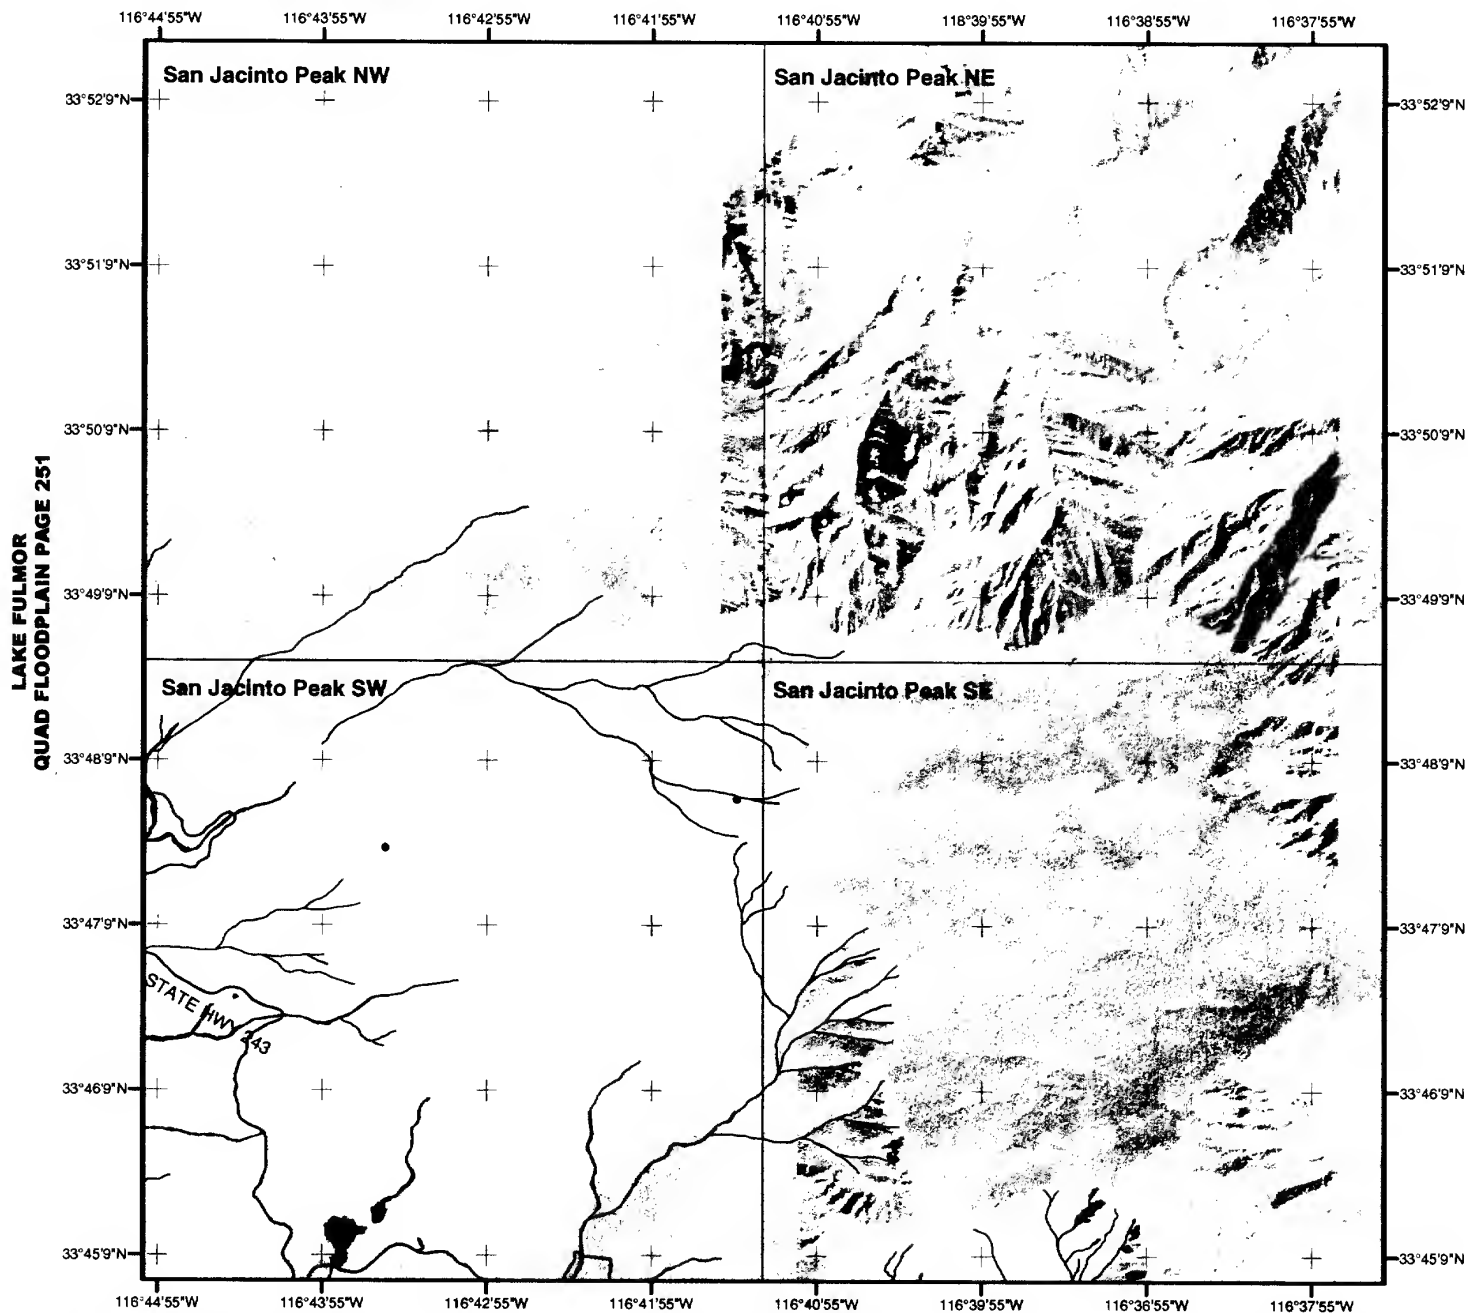 116°44'55"W 116°43'55"W 116°42'55"W 116°41'55"W 116°40'55"W 118°39'55"W 116°38'55"W 116°37'55"W
San Jacinto Peak NW
San Jacinto Peak NE
33°52'9"N 33°52'9"N
33°51'9"N 33°51'9"N
33°50'9"N 33°50'9"N
LAKE FULMOR
QUAD FLOODPLAIN PAGE 251
33°49'9"N 33°49'9"N
San Jacinto Peak SW
San Jacinto Peak SE
33°48'9"N 33°48'9"N
33°47'9"N 33°47'9"N
STATE HWY 243
33°46'9"N 33°46'9"N
33°45'9"N 33°45'9"N
116°44'55"W 116°43'55"W 116°42'55"W 116°41'55"W 116°40'55"W 116°39'55"W 116°36'55"W 116°37'55"W